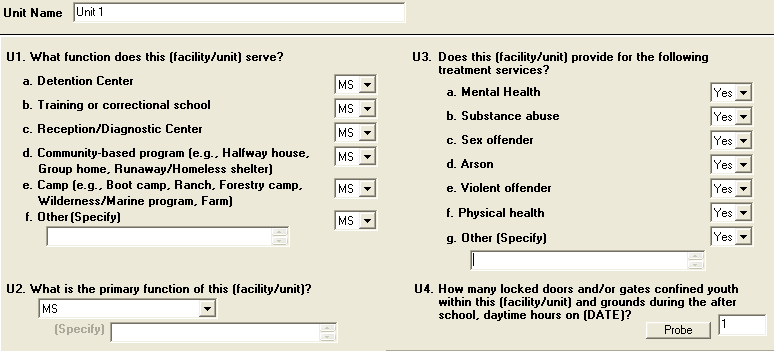 Unit Name Unit 1
U1. What function does this (facility/unit) serve?
a. Detention Center MS
b. Training or correctional school MS
c. Reception/Diagnostic Center MS
d. Community-based program (e.g., Halfway house, MS
Group home, Runaway/Homeless shelter)
e. Camp (e.g., Boot camp, Ranch, Forestry camp, MS
Wilderness/Marine program, Farm)
f. Other (Specify) MS
U2. What is the primary function of this (facility/unit)?
MS
(Specify)
U3. Does this (facility/unit) provide for the following
treatment services?
a. Mental Health Yes
b. Substance abuse Yes
c. Sex offender Yes
d. Arson Yes
e. Violent offender Yes
f. Physical health Yes
g. Other (Specify) Yes
U4. How many locked doors and/or gates confined youth
within this (facility/unit) and grounds during the after
school, daytime hours on (DATE)?
Probe 1